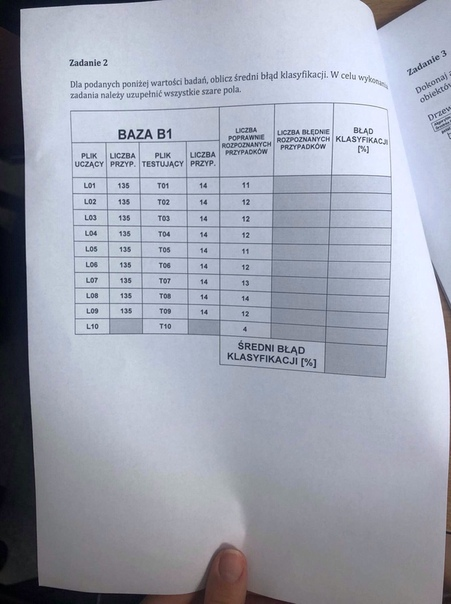 Zadanie 2
Dla podanych poniżej wartości badań, oblicz średni błąd klasyfikacji. W celu wykonania
zadania należy uzupełnić wszystkie szare pola.
BAZA B1
LICZBA POPRAWNIE ROZPOZNANYCH PRZYPADKÓW
LICZBA BŁĘDNIE ROZPOZNANYCH PRZYPADKÓW
BŁĄD KLASYFIKACJI [%]
PLIK UCZĄCY LICZBA PRZYP. PLIK TESTUJĄCY LICZBA PRZYP.
L01 135 T01 14 11
L02 135 T02 14 12
L03 135 T03 14 12
L04 135 T04 14 12
L05 135 T05 14 11
L06 135 T06 14 12
L07 135 T07 14 13
L08 135 T08 14 14
L09 135 T09 14 12
L10 T10 4
ŚREDNI BŁĄD
KLASYFIKACJI [%]
Zadanie 3
Dokonaj
obiektów
Drzew